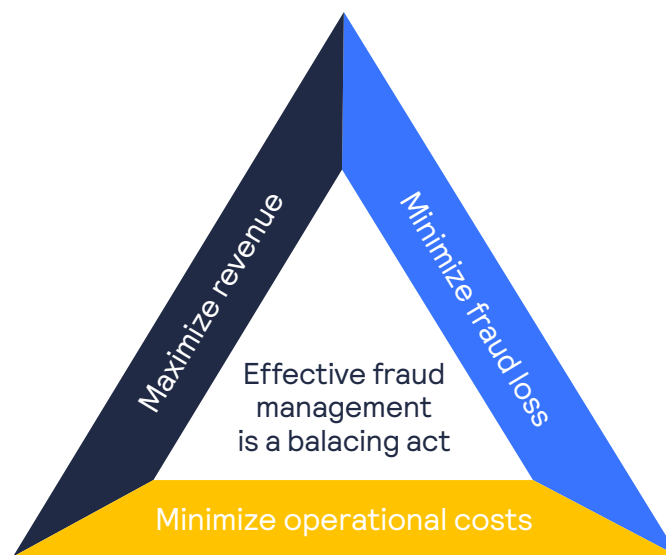 Maximize revenue
Minimize fraud loss
Effective fraud
management
is a balacing act
Minimize operational costs